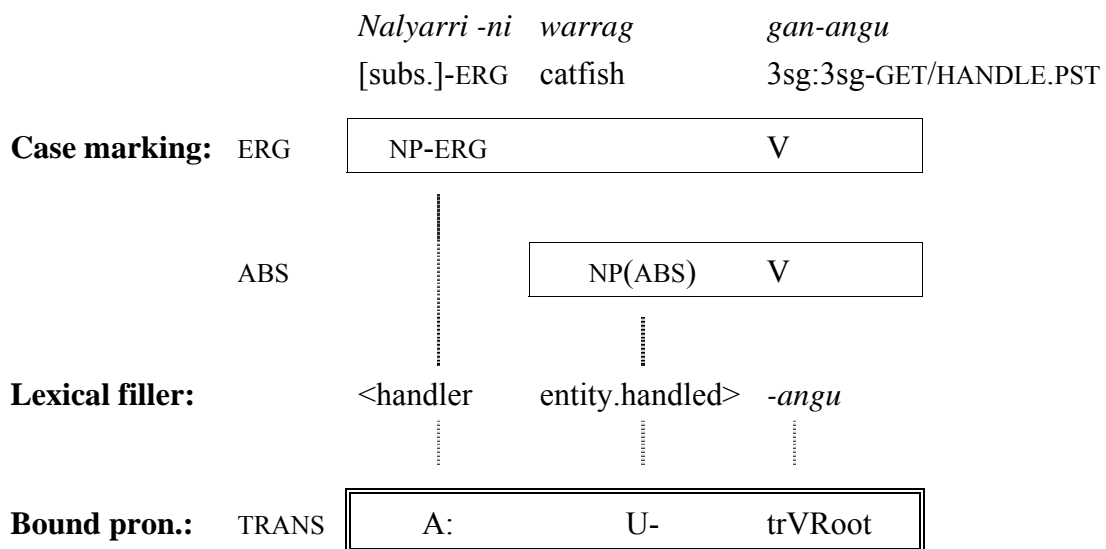 Nalyarri -ni warrag gan-angu
[subs.]-ERG catfish 3sg:3sg-GET/HANDLE.PST
Case marking: ERG NP-ERG V
ABS NP(ABS) V
Lexical filler: <handler entity.handled> -angu
Bound pron.: TRANS A: U- trVRoot